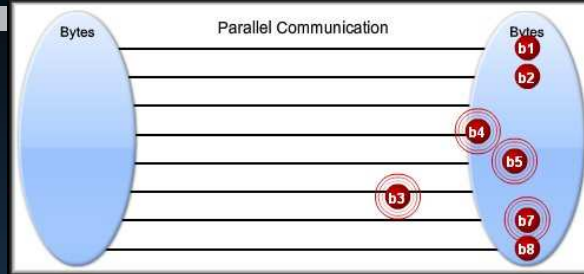 Parallel Communication
Bytes
Bytes
b1
b2
b4
b5
b3
b7
b8